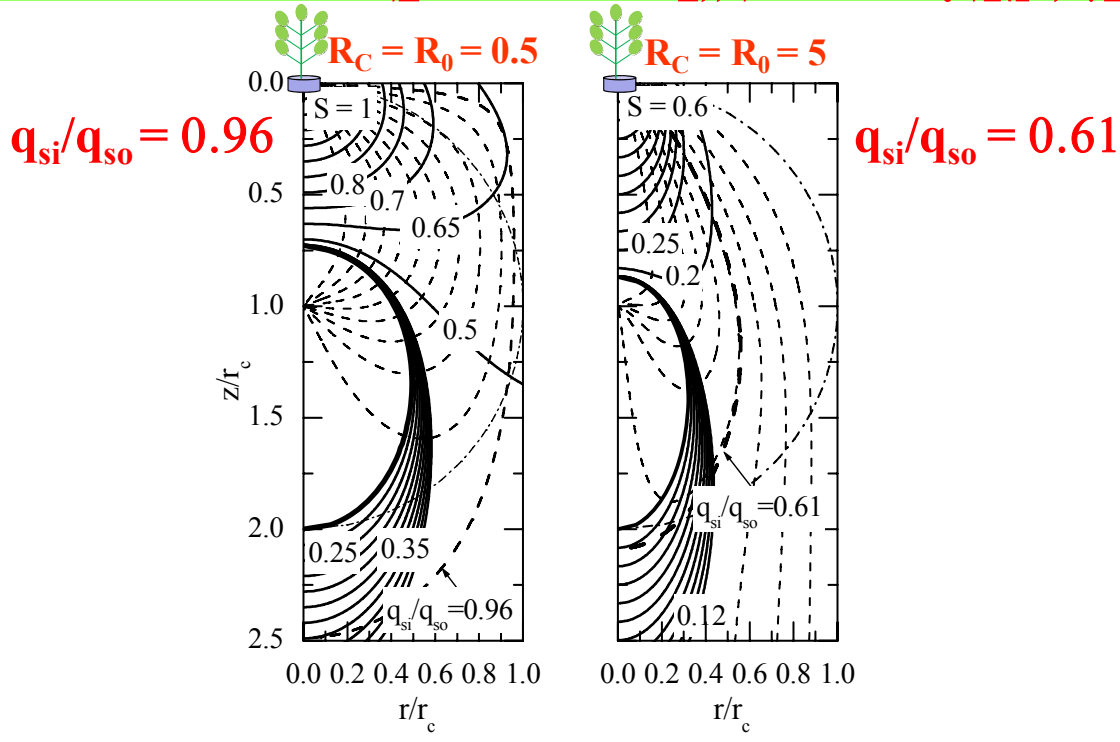 R_C = R_0 = 0.5
q_si/q_so = 0.96
S = 1
0.8
0.7
0.65
0.5
0.25
0.35
q_si/q_so=0.96
0.0
0.5
1.0
1.5
2.0
2.5
z/r_c
0.0 0.2 0.4 0.6 0.8 1.0
r/r_c
R_C = R_0 = 5
q_si/q_so = 0.61
S = 0.6
0.25
0.2
q_si/q_so=0.61
0.12
0.0 0.2 0.4 0.6 0.8 1.0
r/r_c